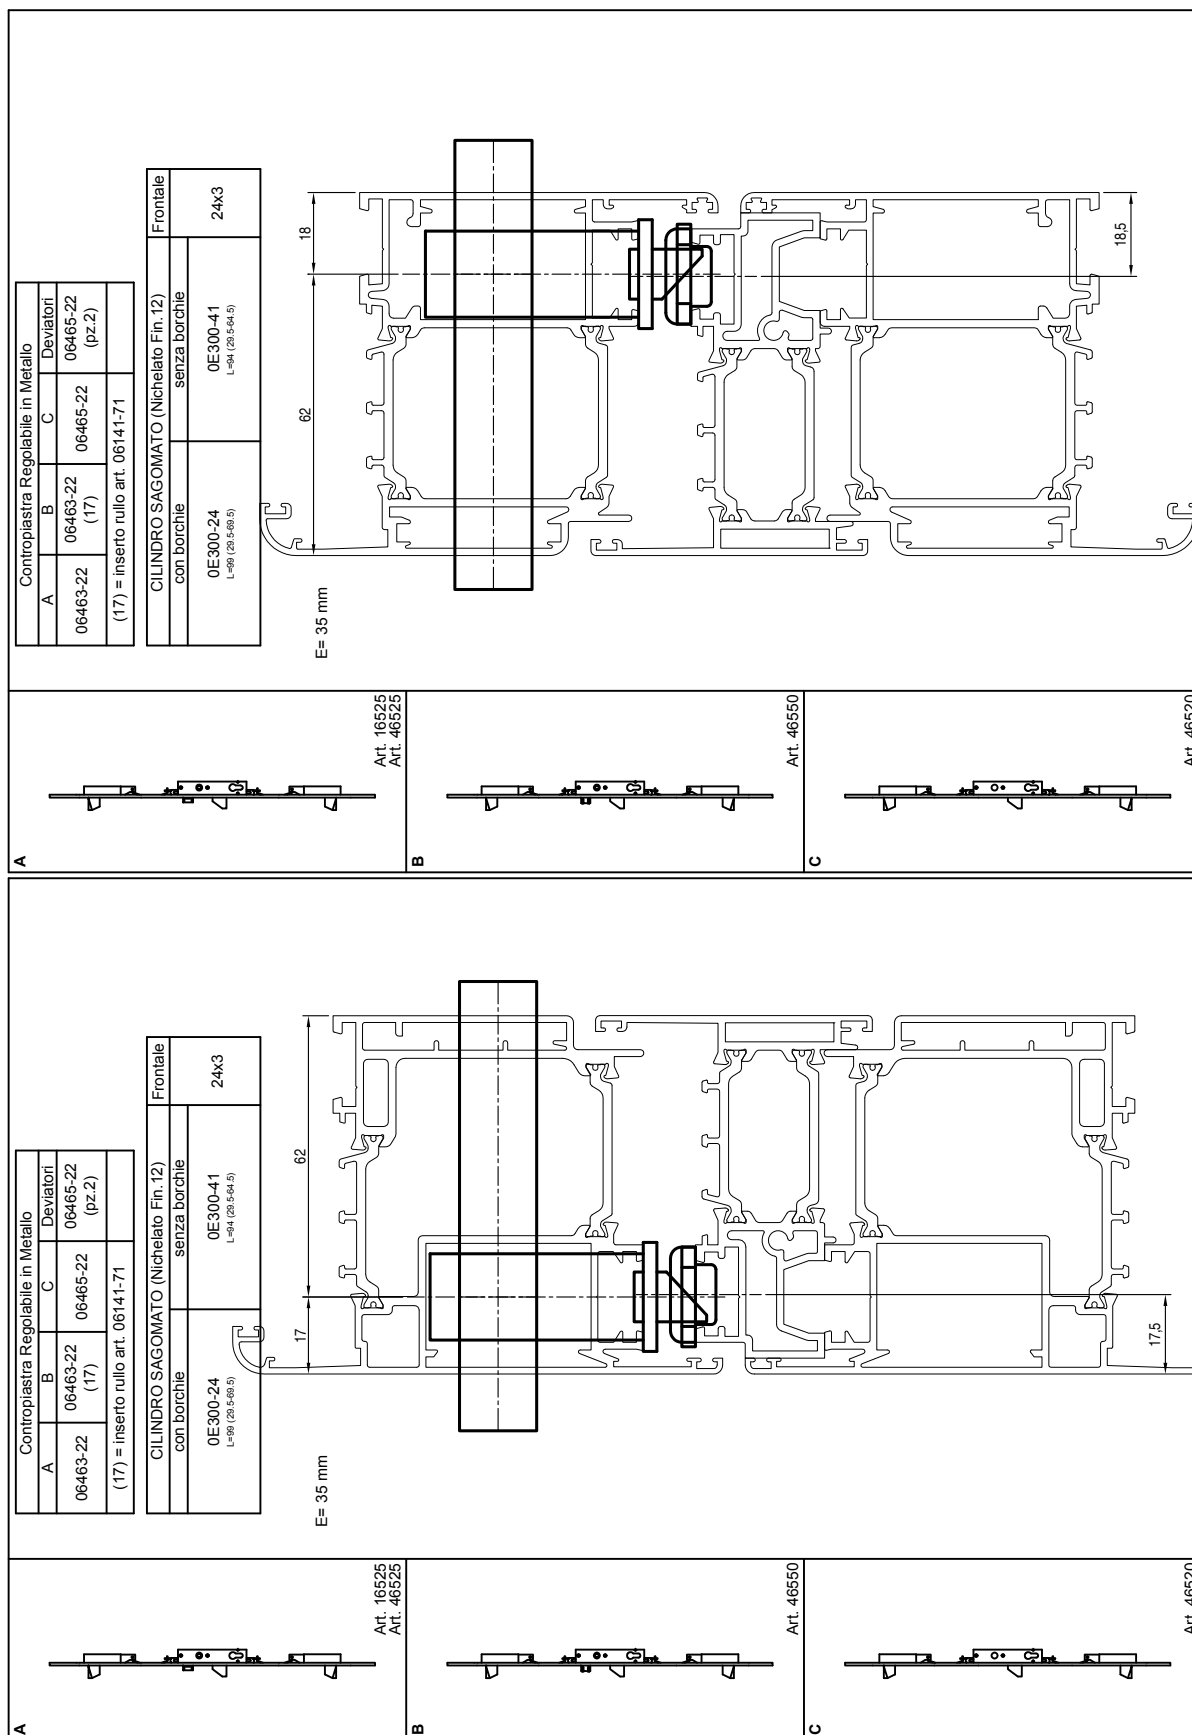 Contropiastra Regolabile in Metallo
A B C Deviatori
06463-22 06463-22 06465-22 06465-22
(17) (pz.2)
(17) = inserto rullo art. 06141-71
CILINDRO SAGOMATO (Nichelato Fin.12) Frontale
con borchie senza borchie
0E300-24 0E300-41 24x3
L=99 (29.5-69.5) L=94 (29.5-64.5)
E= 35 mm
62
18
18,5
A
Art. 16525
Art. 46525
B
Art. 46550
C
Art. 46520
Contropiastra Regolabile in Metallo
A B C Deviatori
06463-22 06463-22 06465-22 06465-22
(17) (pz.2)
(17) = inserto rullo art. 06141-71
CILINDRO SAGOMATO (Nichelato Fin.12) Frontale
con borchie senza borchie
0E300-24 0E300-41 24x3
L=99 (29.5-69.5) L=94 (29.5-64.5)
E= 35 mm
17
62
17,5
A
Art. 16525
Art. 46525
B
Art. 46550
C
Art. 46520